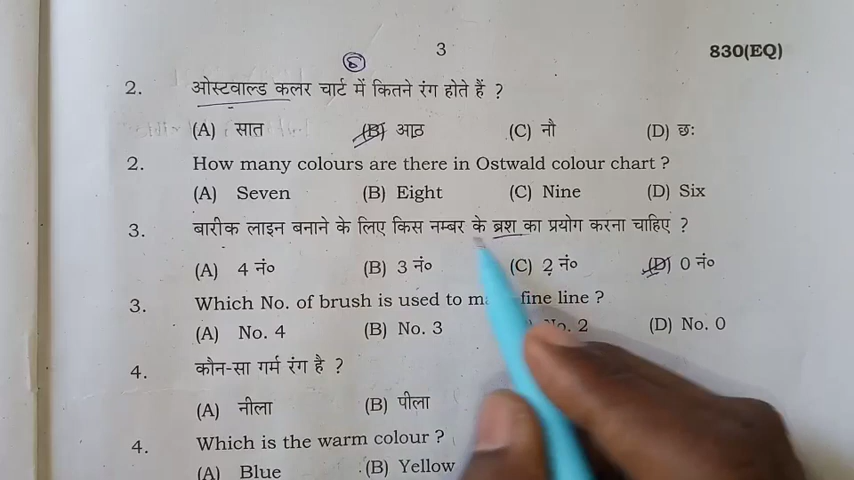 3
830(EQ)
8
2. ओस्टवाल्ड कलर चार्ट में कितने रंग होते हैं ?
(A) सात (B) आठ (C) नौ (D) छः
2. How many colours are there in Ostwald colour chart ?
(A) Seven (B) Eight (C) Nine (D) Six
3. बारीक लाइन बनाने के लिए किस नम्बर के ब्रश का प्रयोग करना चाहिए ?
(A) 4 नं० (B) 3 नं० (C) 2 नं० (D) 0 नं०
3. Which No. of brush is used to fine line ?
(A) No. 4 (B) No. 3 No. 2 (D) No. 0
4. कौन-सा गर्म रंग है ?
(A) नीला (B) पीला
4. Which is the warm colour ?
(A) Blue (B) Yellow